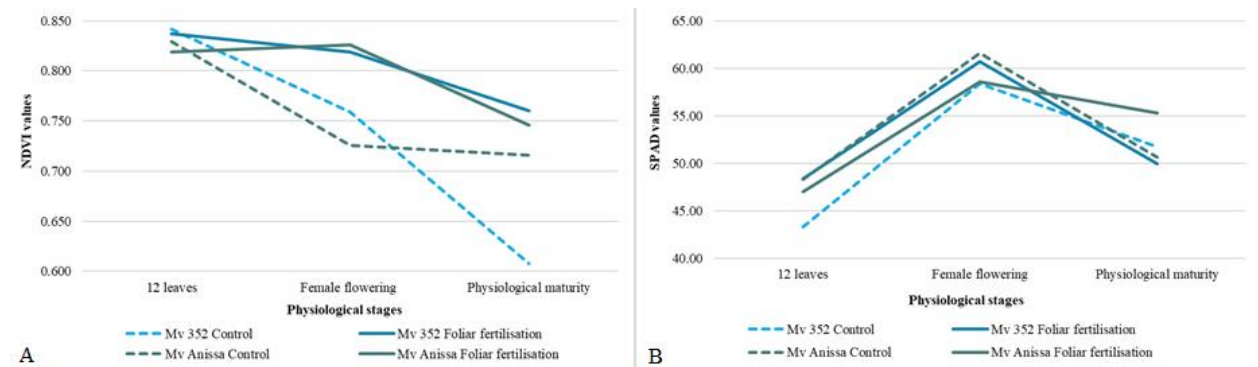 0.850
0.800
0.750
0.700
0.650
0.600
NDVI values
12 leaves Female flowering Physiological maturity
Physiological stages
Mv 352 Control Mv 352 Foliar fertilisation
Mv Anissa Control Mv Anissa Foliar fertilisation
A
65.00
60.00
55.00
50.00
45.00
40.00
SPAD values
12 leaves Female flowering Physiological maturity
Physiological stages
Mv 352 Control Mv 352 Foliar fertilisation
Mv Anissa Control Mv Anissa Foliar fertilisation
B